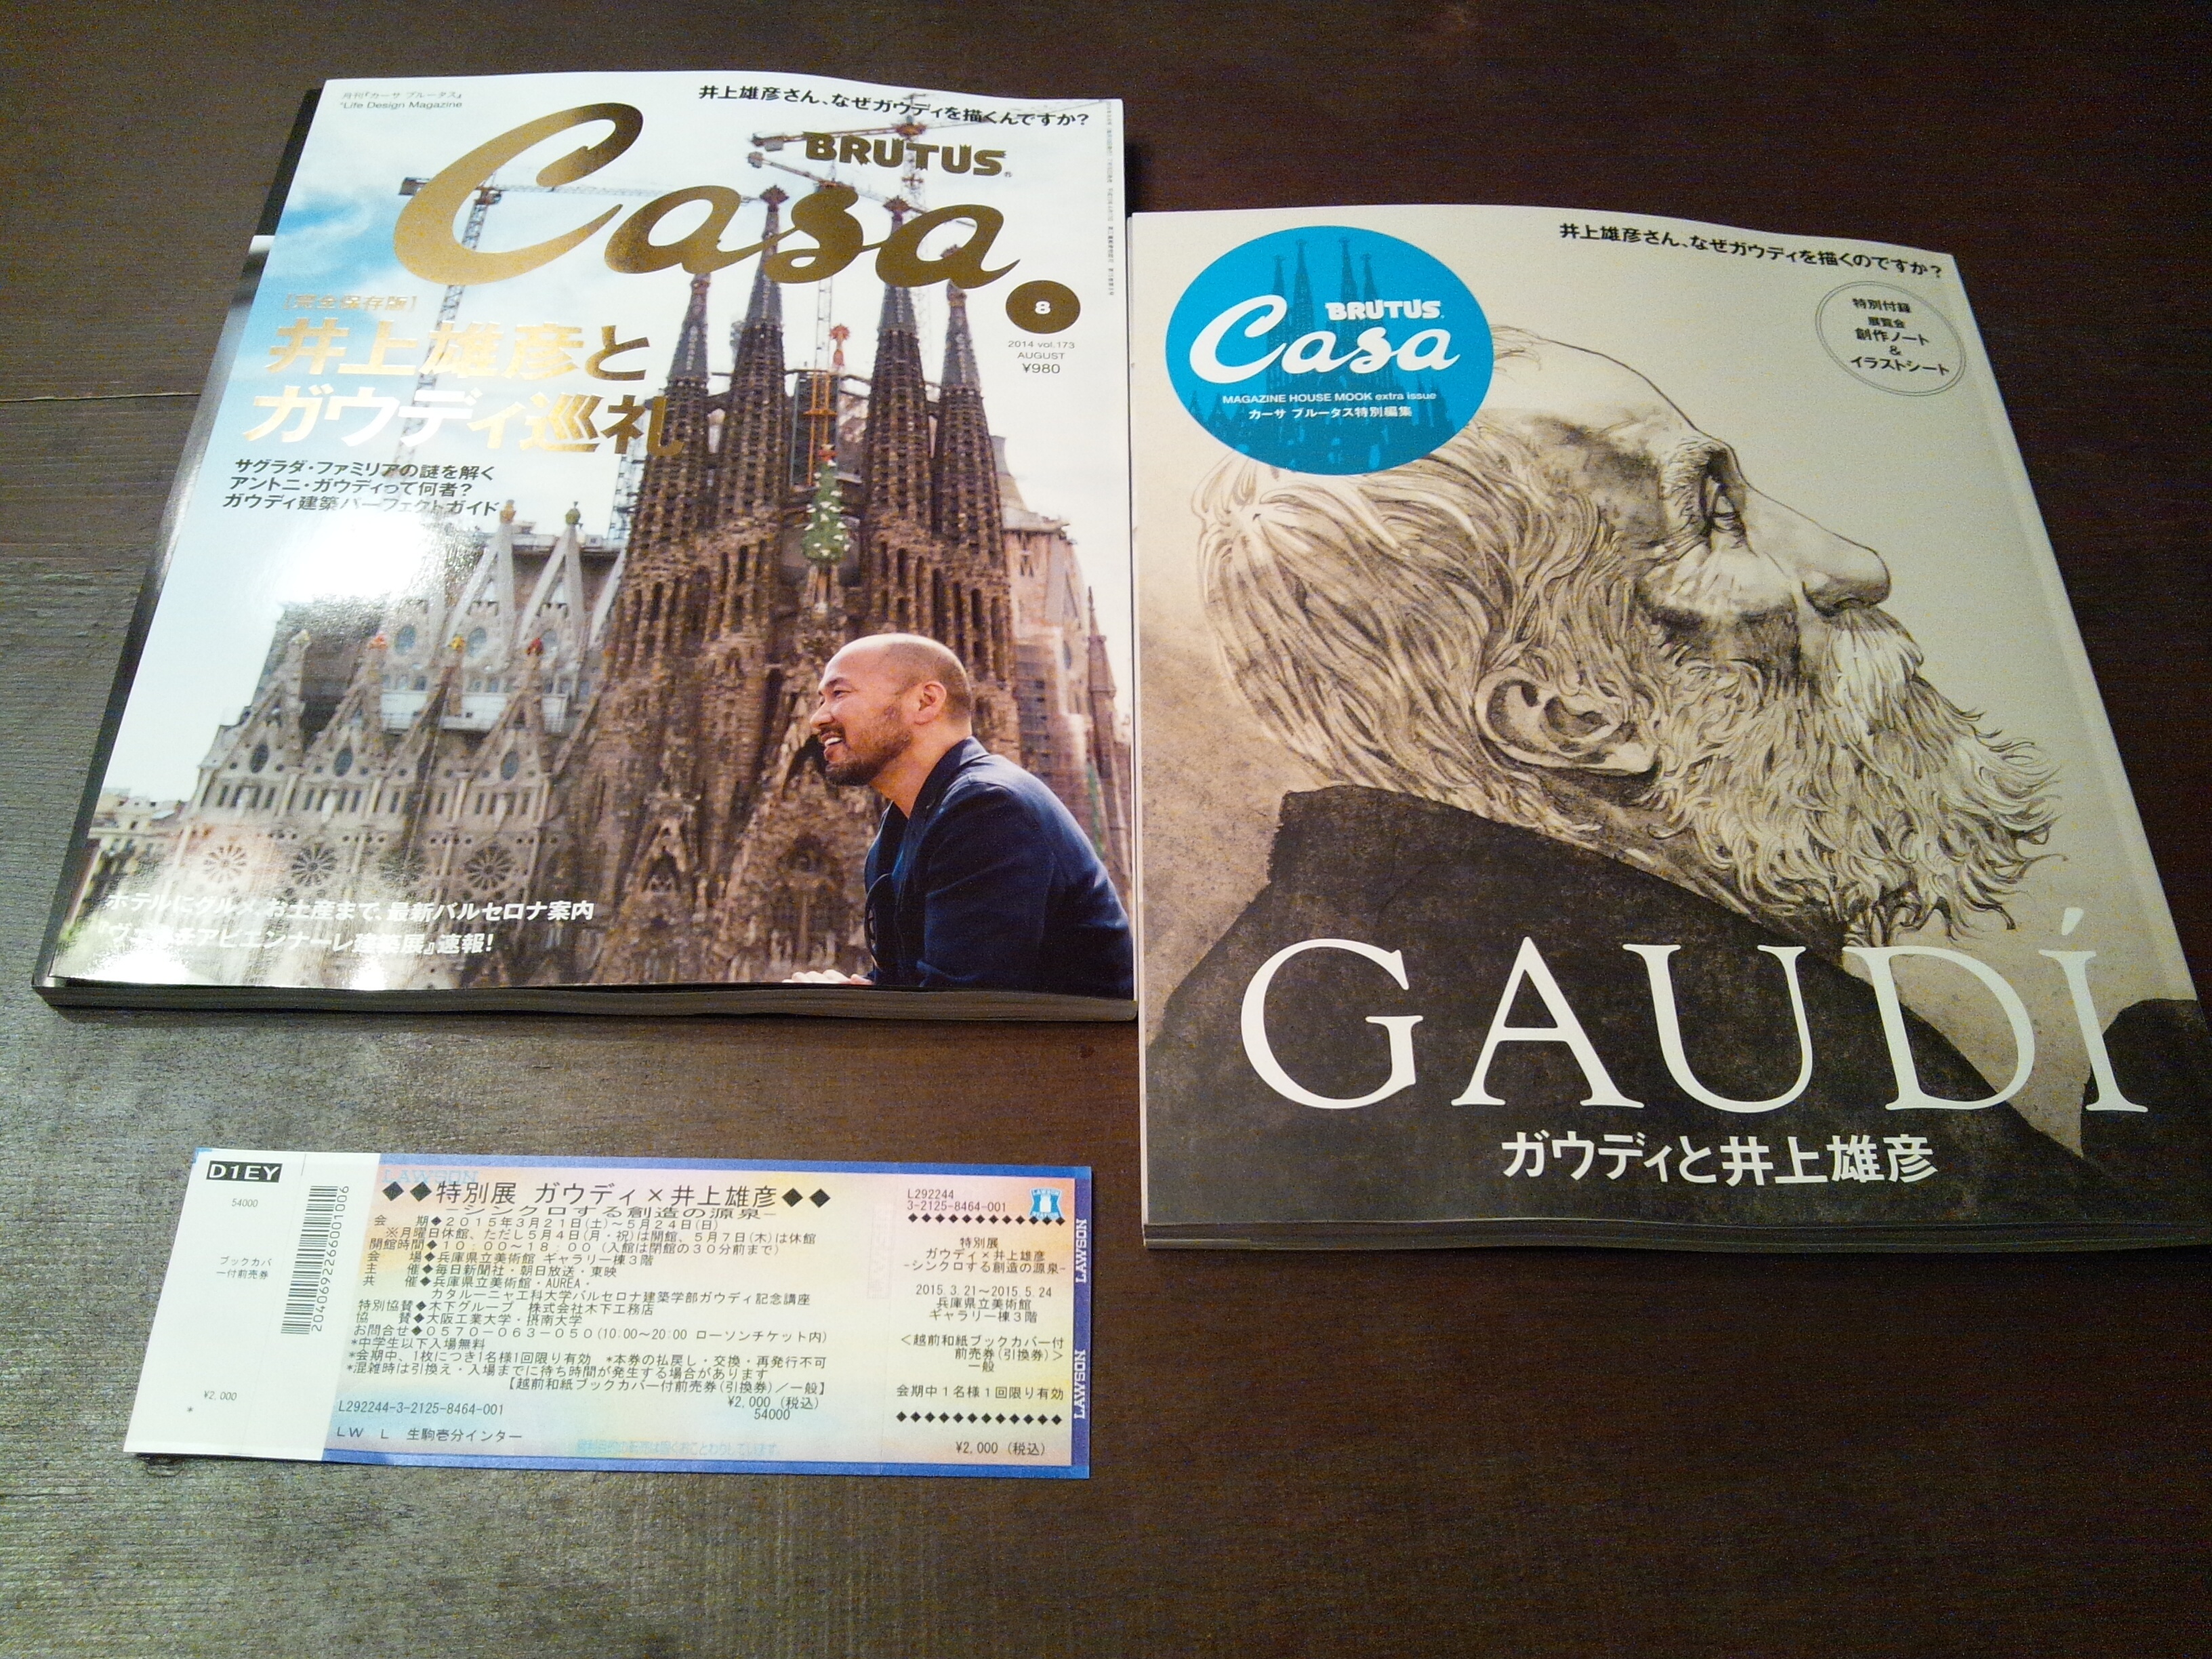 月刊『カーサ ブルータス』
"Life Design Magazine
井上雄彦さん、なぜガウディを描くんですか?
BRUTUS
Casa
8
2014 vol.173
AUGUST
¥980
[完全保存版]
井上雄彦と
ガウディ巡礼
サグラダ・ファミリアの謎を解く
アントニ・ガウディって何者?
ガウディ建築パーフェクトガイド
ホテルにグルメ、お土産まで、最新バルセロナ案内
アビエンナーレ建築展』速報!
井上雄彦さん、なぜガウディを描くのですか?
BRUTUS
Casa
MAGAZINE HOUSE MOOK extra issue
カーサ ブルータス特別編集
特別付録
展覧会
創作ノート
&
イラストシート
GAUDÍ
ガウディと井上雄彦
D1EY
54000
ブックカバ
ー付前売券
¥2,000
*
2040692266001006
LAWSON
◆◆特別展 ガウディ×井上雄彦◆◆
-シンクロする創造の源泉-
会 期◆2015年3月21日(土)~5月24日(日)
※月曜日休館、ただし5月4日(月・祝)は開館、5月7日(木)は休館
開館時間◆10:00~18:00(入館は閉館の30分前まで)
会 場◆兵庫県立美術館 ギャラリー棟3階
主 催◆毎日新聞社・朝日放送・東映
共 催◆兵庫県立美術館・AUREA・
カタルーニャ工科大学バルセロナ建築学部ガウディ記念講座
特別協賛◆木下グループ 株式会社木下工務店
協 賛◆大阪工業大学・摂南大学
お問合せ◆0570-063-050(10:00~20:00 ローソンチケット内)
*中学生以下入場無料
*会期中、1枚につき1名様1回限り有効 *本券の払戻し・交換・再発行不可
*混雑時は引換え・入場までに待ち時間が発生する場合があります
【越前和紙ブックカバー付前売券(引換券)/一般】
¥2,000 (税込)
54000
L292244-3-2125-8464-001
LW L 生駒壱分インター
営利目的の転売は固くおことわりしています。
L292244
3-2125-8464-001
◆◆◆◆◆◆◆◆◆◆◆◆
特別展
ガウディ×井上雄彦
-シンクロする創造の源泉-
2015.3.21~2015.5.24
兵庫県立美術館
ギャラリー棟3階
<越前和紙ブックカバー付
前売券(引換券)>
一般
会期中1名様1回限り有効
◆◆◆◆◆◆◆◆◆◆◆◆
¥2,000 (税込)
LAWSON
LAWSON